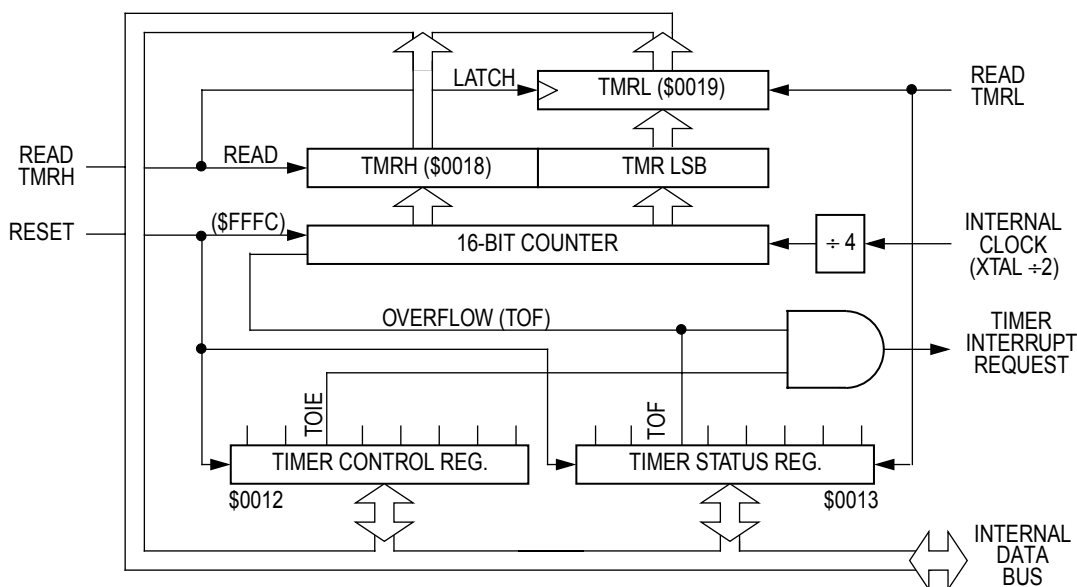 LATCH
TMRL ($0019)
READ
TMRL
READ
TMRH
READ
TMRH ($0018)
TMR LSB
RESET
($FFFC)
16-BIT COUNTER
÷ 4
INTERNAL
CLOCK
(XTAL ÷2)
OVERFLOW (TOF)
TIMER
INTERRUPT
REQUEST
TOIE
TOF
TIMER CONTROL REG.
TIMER STATUS REG.
$0012
$0013
INTERNAL
DATA
BUS